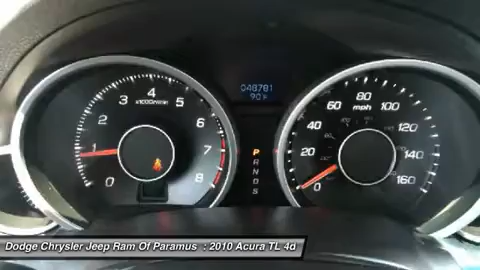 048781
90°F
4
3
5
x1000r/min
2
6
1
7
0
8
P
R
N
D
S
80
60
mph
100
40
120
20
140
0
160
Dodge Chrysler Jeep Ram Of Paramus : 2010 Acura TL 4d